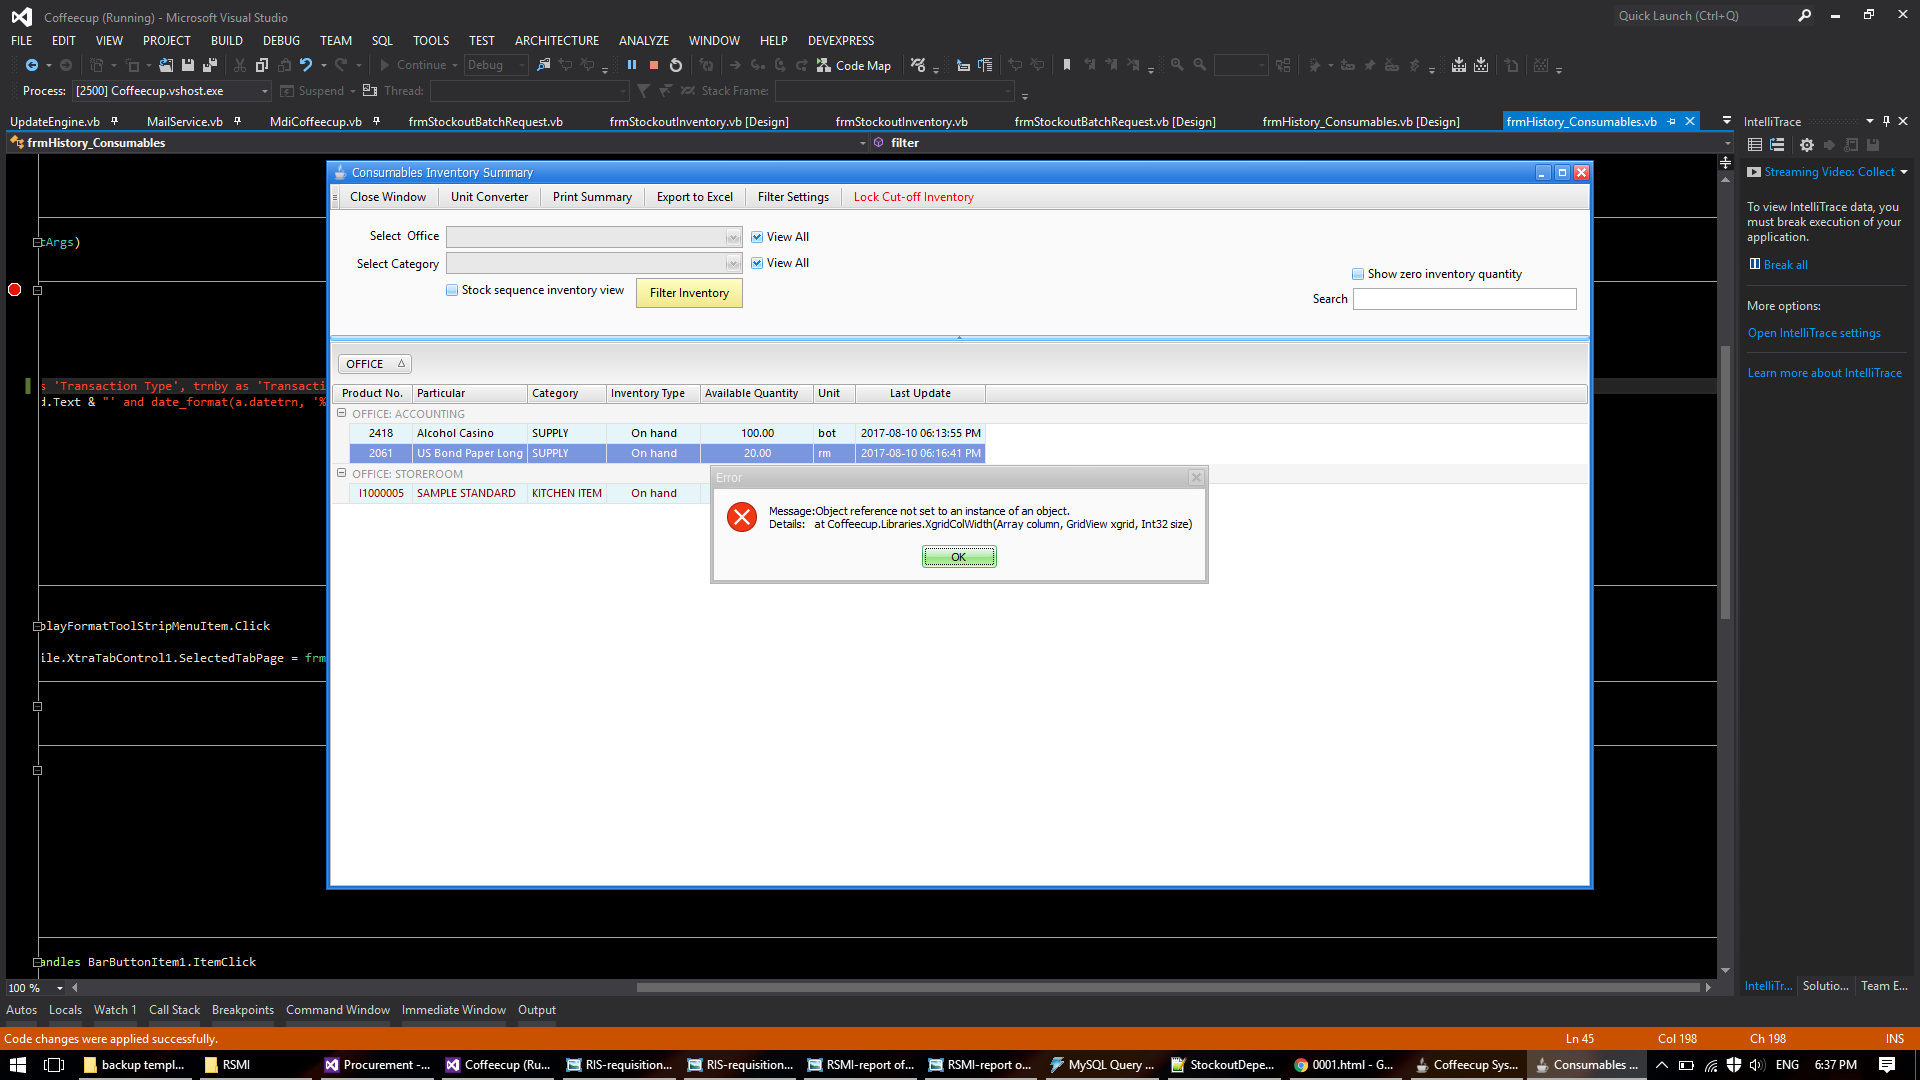 Coffeecup (Running) - Microsoft Visual Studio
Quick Launch (Ctrl+Q)
FILE EDIT VIEW PROJECT BUILD DEBUG TEAM SQL TOOLS TEST ARCHITECTURE ANALYZE WINDOW HELP DEVEXPRESS
Continue Debug Code Map
Process: [2500] Coffeecup.vshost.exe Suspend Thread: Stack Frame:
UpdateEngine.vb MailService.vb MdiCoffeecup.vb frmStockoutBatchRequest.vb frmStockoutInventory.vb [Design] frmStockoutInventory.vb frmStockoutBatchRequest.vb [Design] frmHistory_Consumables.vb [Design] frmHistory_Consumables.vb
IntelliTrace
frmHistory_Consumables filter
Streaming Video: Collect
To view IntelliTrace data, you
must break execution of your
application.
Break all
More options:
Open IntelliTrace settings
Learn more about IntelliTrace
tArgs)
s 'Transaction Type', trnby as 'Transacti
d.Text & "' and date_format(a.datetrn, '%
playFormatToolStripMenuItem.Click
ile.XtraTabControl1.SelectedTabPage = frm
andles BarButtonItem1.ItemClick
Consumables Inventory Summary
Close Window Unit Converter Print Summary Export to Excel Filter Settings Lock Cut-off Inventory
Select Office View All
Select Category View All
Stock sequence inventory view Filter Inventory
Show zero inventory quantity
Search
OFFICE
Product No. Particular Category Inventory Type Available Quantity Unit Last Update
OFFICE: ACCOUNTING
2418 Alcohol Casino SUPPLY On hand 100.00 bot 2017-08-10 06:13:55 PM
2061 US Bond Paper Long SUPPLY On hand 20.00 rm 2017-08-10 06:16:41 PM
OFFICE: STOREROOM
I1000005 SAMPLE STANDARD KITCHEN ITEM On hand
Error
Message:Object reference not set to an instance of an object.
Details: at Coffeecup.Libraries.XgridColWidth(Array column, GridView xgrid, Int32 size)
OK
100 %
IntelliTr... Solutio... Team E...
Autos Locals Watch 1 Call Stack Breakpoints Command Window Immediate Window Output
Code changes were applied successfully. Ln 45 Col 198 Ch 198 INS
backup templ... RSMI Procurement -... Coffeecup (Ru... RIS-requisition... RIS-requisition... RSMI-report of... RSMI-report o... MySQL Query ... StockoutDepe... 0001.html - G... Coffeecup Sys... Consumables ... ENG 6:37 PM